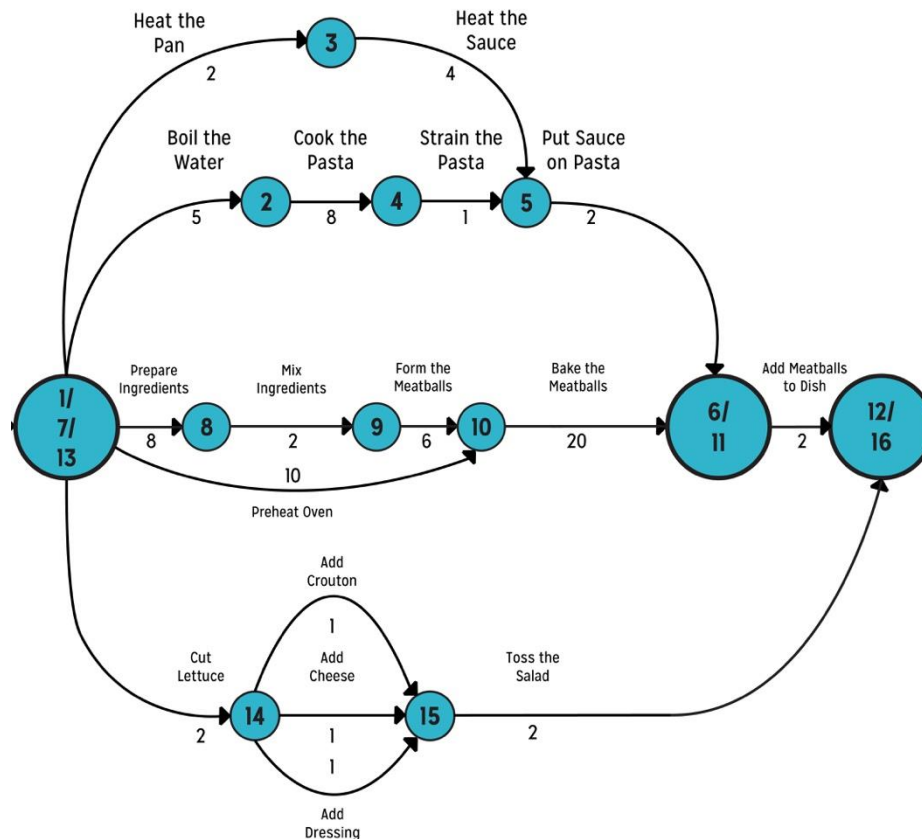 Heat the
Pan
2
3
Heat the
Sauce
4
Boil the
Water
5
2
Cook the
Pasta
8
4
Strain the
Pasta
1
5
Put Sauce
on Pasta
2
1/
7/
13
Prepare
Ingredients
8
8
Mix
Ingredients
2
9
Form the
Meatballs
6
10
Bake the
Meatballs
20
6/
11
Add Meatballs
to Dish
2
12/
16
10
Preheat Oven
Cut
Lettuce
2
14
Add
Crouton
1
Add
Cheese
1
1
Add
Dressing
15
Toss the
Salad
2